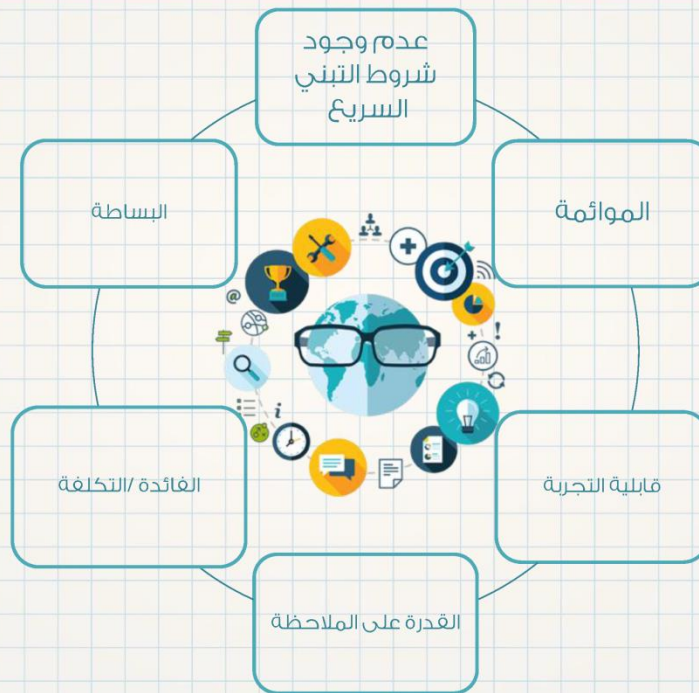 عدم وجود
شروط التبني
السريع
الموائمة
قابلية التجربة
القدرة على الملاحظة
الفائدة /التكلفة
البساطة